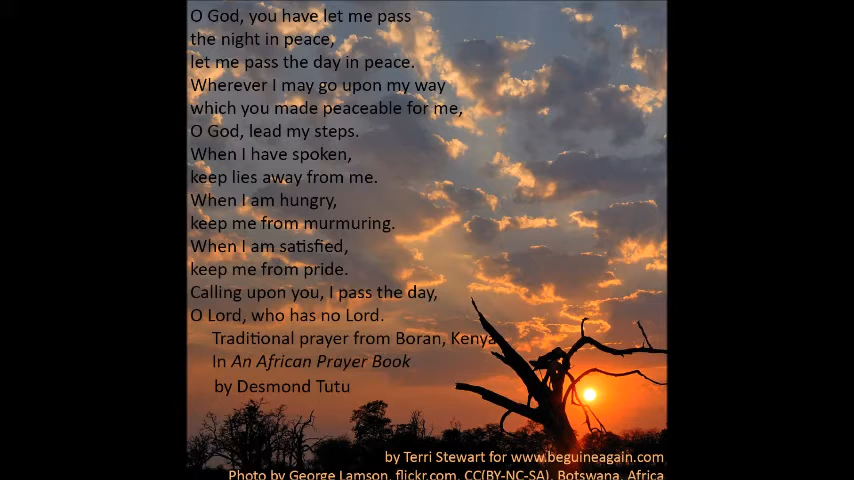 O God, you have let me pass
the night in peace,
let me pass the day in peace.
Wherever I may go upon my way
which you made peaceable for me,
O God, lead my steps.
When I have spoken,
keep lies away from me.
When I am hungry,
keep me from murmuring.
When I am satisfied,
keep me from pride.
Calling upon you, I pass the day,
O Lord, who has no Lord.
Traditional prayer from Boran, Kenya
In An African Prayer Book
by Desmond Tutu
by Terri Stewart for www.beguineagain.com
Photo by George Lamson, flickr.com, CC(BY-NC-SA), Botswana, Africa